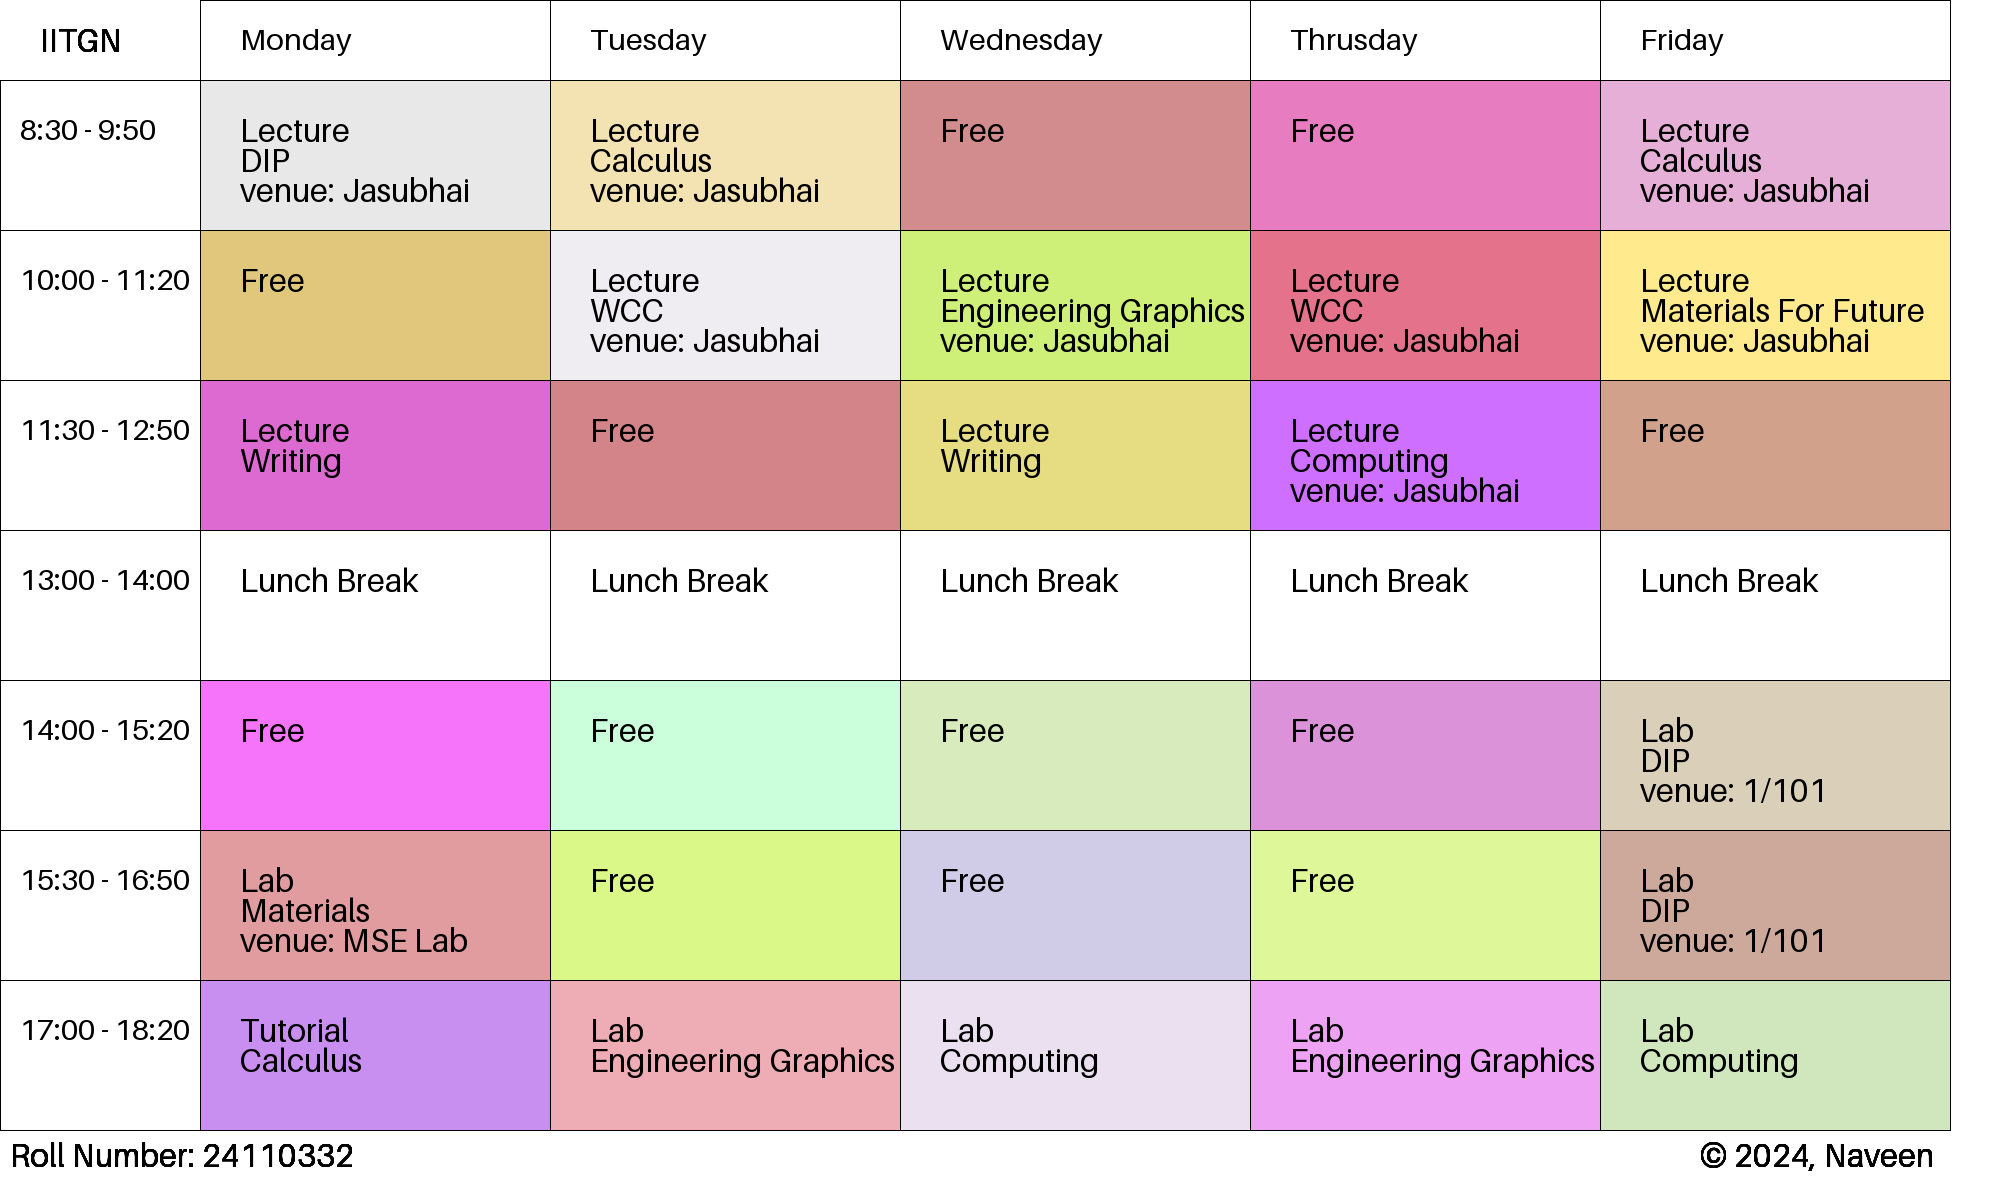 IITGN
Monday
Tuesday
Wednesday
Thrusday
Friday
8:30 - 9:50
Lecture
DIP
venue: Jasubhai
Lecture
Calculus
venue: Jasubhai
Free
Free
Lecture
Calculus
venue: Jasubhai
10:00 - 11:20
Free
Lecture
WCC
venue: Jasubhai
Lecture
Engineering Graphics
venue: Jasubhai
Lecture
WCC
venue: Jasubhai
Lecture
Materials For Future
venue: Jasubhai
11:30 - 12:50
Lecture
Writing
Free
Lecture
Writing
Lecture
Computing
venue: Jasubhai
Free
13:00 - 14:00
Lunch Break
Lunch Break
Lunch Break
Lunch Break
Lunch Break
14:00 - 15:20
Free
Free
Free
Free
Lab
DIP
venue: 1/101
15:30 - 16:50
Lab
Materials
venue: MSE Lab
Free
Free
Free
Lab
DIP
venue: 1/101
17:00 - 18:20
Tutorial
Calculus
Lab
Engineering Graphics
Lab
Computing
Lab
Engineering Graphics
Lab
Computing
Roll Number: 24110332
© 2024, Naveen